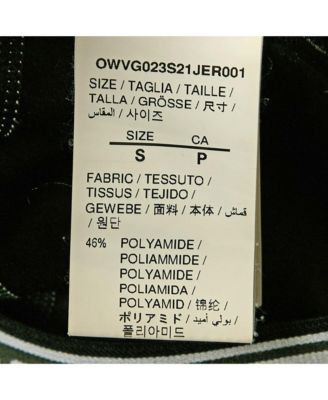 OWVG023S21JER001
SIZE / TAGLIA / TAILLE /
TALLA / GRÖSSE / 尺寸 /
المقاس / 사이즈
SIZE CA
S P
FABRIC / TESSUTO /
TISSUS / TEJIDO /
GEWEBE / 面料 / 本体 / قماش
/ 원단
46% POLYAMIDE /
POLIAMMIDE /
POLYAMIDE /
POLIAMIDA /
POLYAMID / 锦纶 /
ポリアミド / بولي أميد /
폴리아미드